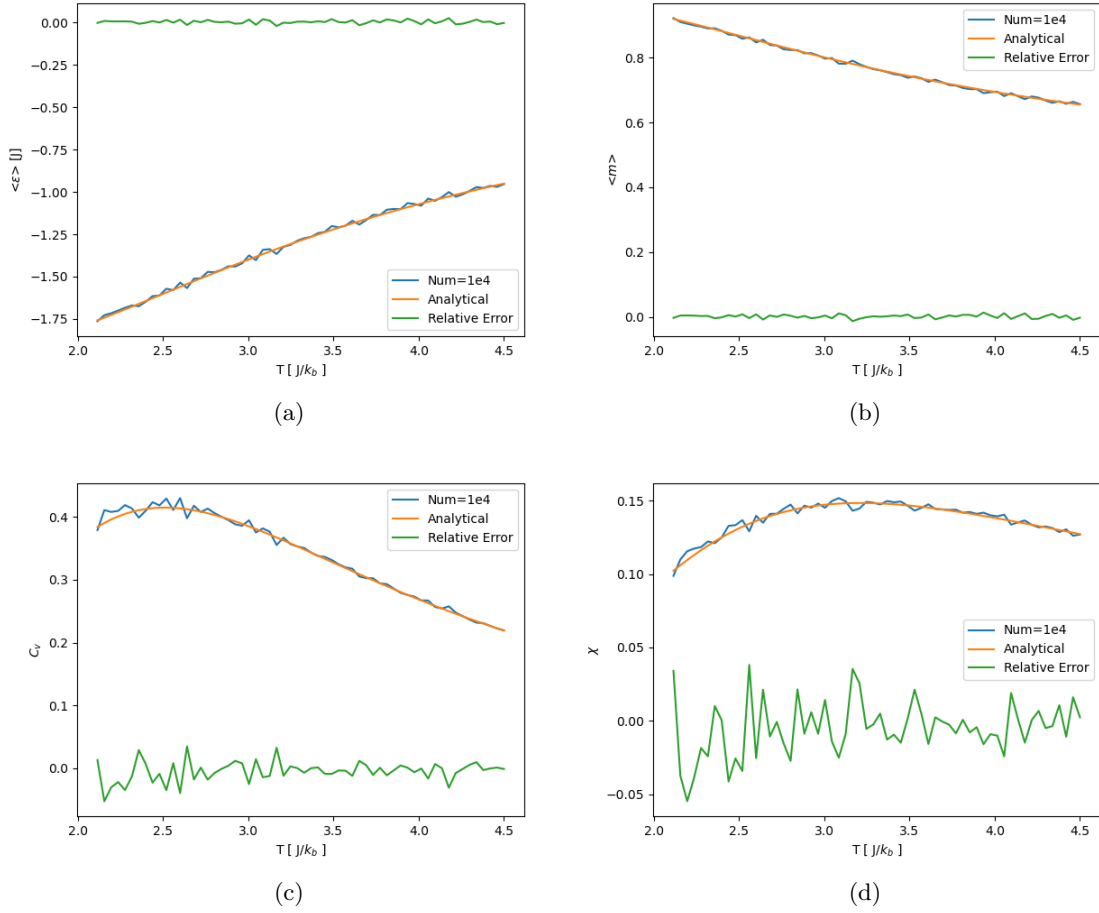 0.00
−0.25
−0.50
−0.75
−1.00
−1.25
−1.50
−1.75
<ε> [J]
2.0 2.5 3.0 3.5 4.0 4.5
T [ J/k_b ]
Num=1e4
Analytical
Relative Error
(a)
0.8
0.6
0.4
0.2
0.0
<m>
2.0 2.5 3.0 3.5 4.0 4.5
T [ J/k_b ]
Num=1e4
Analytical
Relative Error
(b)
0.4
0.3
0.2
0.1
0.0
C_v
2.0 2.5 3.0 3.5 4.0 4.5
T [ J/k_b ]
Num=1e4
Analytical
Relative Error
(c)
0.15
0.10
0.05
0.00
−0.05
χ
2.0 2.5 3.0 3.5 4.0 4.5
T [ J/k_b ]
Num=1e4
Analytical
Relative Error
(d)